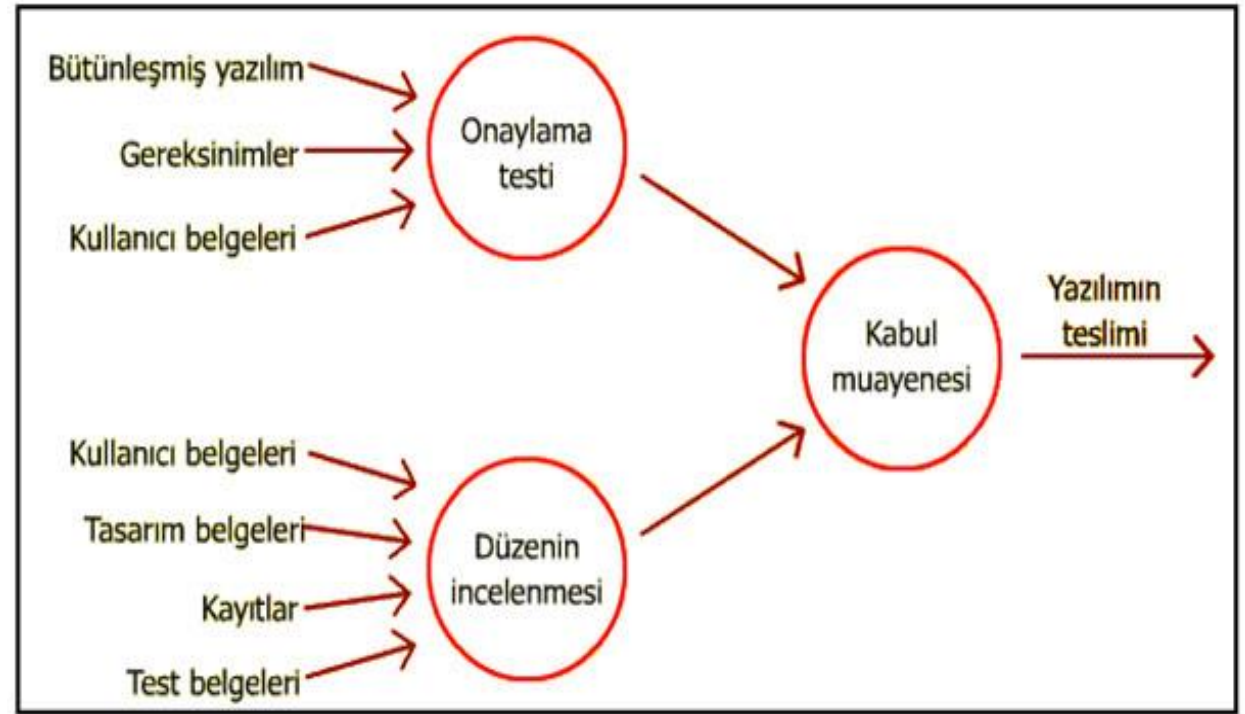 Bütünleşmiş yazılım
Gereksinimler
Kullanıcı belgeleri
Onaylama
testi
Kullanıcı belgeleri
Tasarım belgeleri
Kayıtlar
Test belgeleri
Düzenin
incelenmesi
Kabul
muayenesi
Yazılımın
teslimi